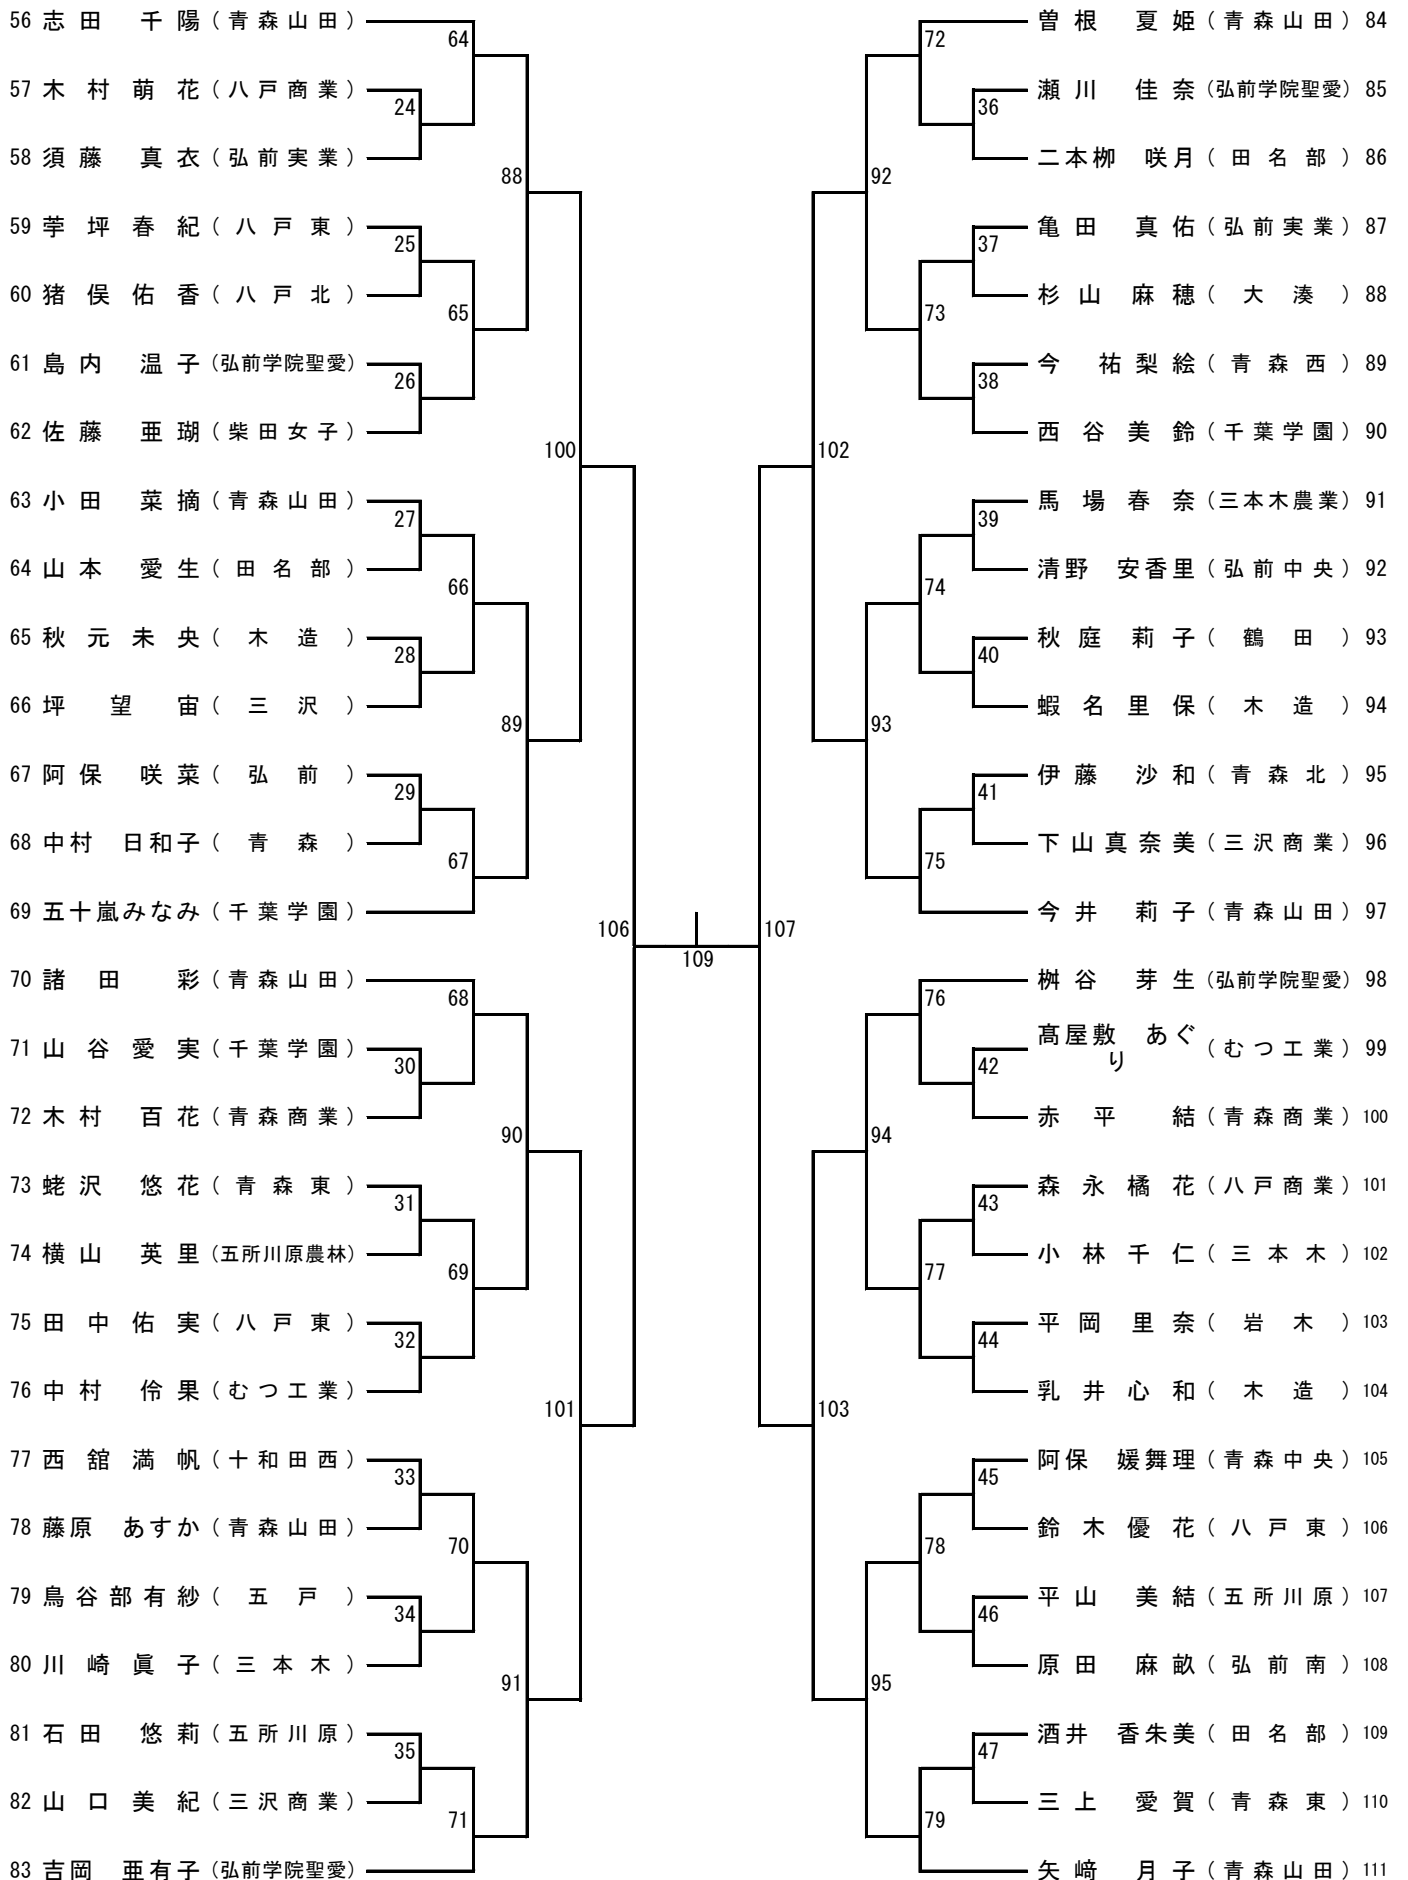 56 志田 千陽 (青森山田)
57 木村萌花 (八戸商業)
58 須藤 真衣 (弘前実業)
59 葶坪春紀 (八戸東)
60 猪俣佑香 (八戸北)
61 島内 温子 (弘前学院聖愛)
62 佐藤 亜瑚 (柴田女子)
63 小田 菜摘 (青森山田)
64 山本 愛生 (田名部)
65 秋元未央 (木造)
66 坪 望 宙 (三沢)
67 阿保 咲菜 (弘前)
68 中村 日和子 (青森)
69 五十嵐みなみ (千葉学園)
70 諸田 彩 (青森山田)
71 山谷愛実 (千葉学園)
72 木村 百花 (青森商業)
73 蛯沢 悠花 (青森東)
74 横山 英里 (五所川原農林)
75 田中佑実 (八戸東)
76 中村 伶果 (むつ工業)
77 西舘満帆 (十和田西)
78 藤原 あすか (青森山田)
79 鳥谷部有紗 (五戸)
80 川崎眞子 (三本木)
81 石田 悠莉 (五所川原)
82 山口美紀 (三沢商業)
83 吉岡 亜有子 (弘前学院聖愛)
64
24
88
25
65
26
100
27
66
28
89
29
67
106
68
30
90
31
69
32
101
33
70
34
91
35
71
109
72
36
92
37
73
38
102
39
74
40
93
41
75
107
76
42
94
43
77
44
103
45
78
46
95
47
79
曽根 夏姫 (青森山田) 84
瀬川 佳奈 (弘前学院聖愛) 85
二本栁 咲月 (田名部) 86
亀田 真佑 (弘前実業) 87
杉山 麻穂 (大湊) 88
今 祐梨絵 (青森西) 89
西谷美鈴 (千葉学園) 90
馬場春奈 (三本木農業) 91
清野 安香里 (弘前中央) 92
秋庭莉子 (鶴田) 93
蝦名里保 (木造) 94
伊藤 沙和 (青森北) 95
下山真奈美 (三沢商業) 96
今井 莉子 (青森山田) 97
桝谷 芽生 (弘前学院聖愛) 98
髙屋敷 あぐ
り (むつ工業) 99
赤平 結 (青森商業) 100
森永橘花 (八戸商業) 101
小林千仁 (三本木) 102
平岡里奈 (岩木) 103
乳井心和 (木造) 104
阿保 媛舞理 (青森中央) 105
鈴木優花 (八戸東) 106
平山 美結 (五所川原) 107
原田 麻畝 (弘前南) 108
酒井 香朱美 (田名部) 109
三上 愛賀 (青森東) 110
矢﨑 月子 (青森山田) 111